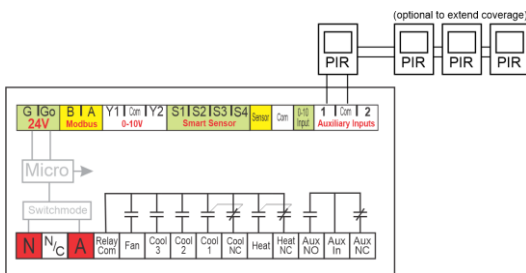 (optional to extend coverage)
PIR PIR PIR PIR
G Go B A Y1 Com Y2 S1 S2 S3 S4 Sensor Com 0-10 Input 1 Com 2
24V Modbus 0-10V Smart Sensor Auxiliary Inputs
Micro
Switchmode
N N/C A Relay Com Fan Cool 3 Cool 2 Cool 1 Cool NC Heat Heat NC Aux NO Aux In Aux NC